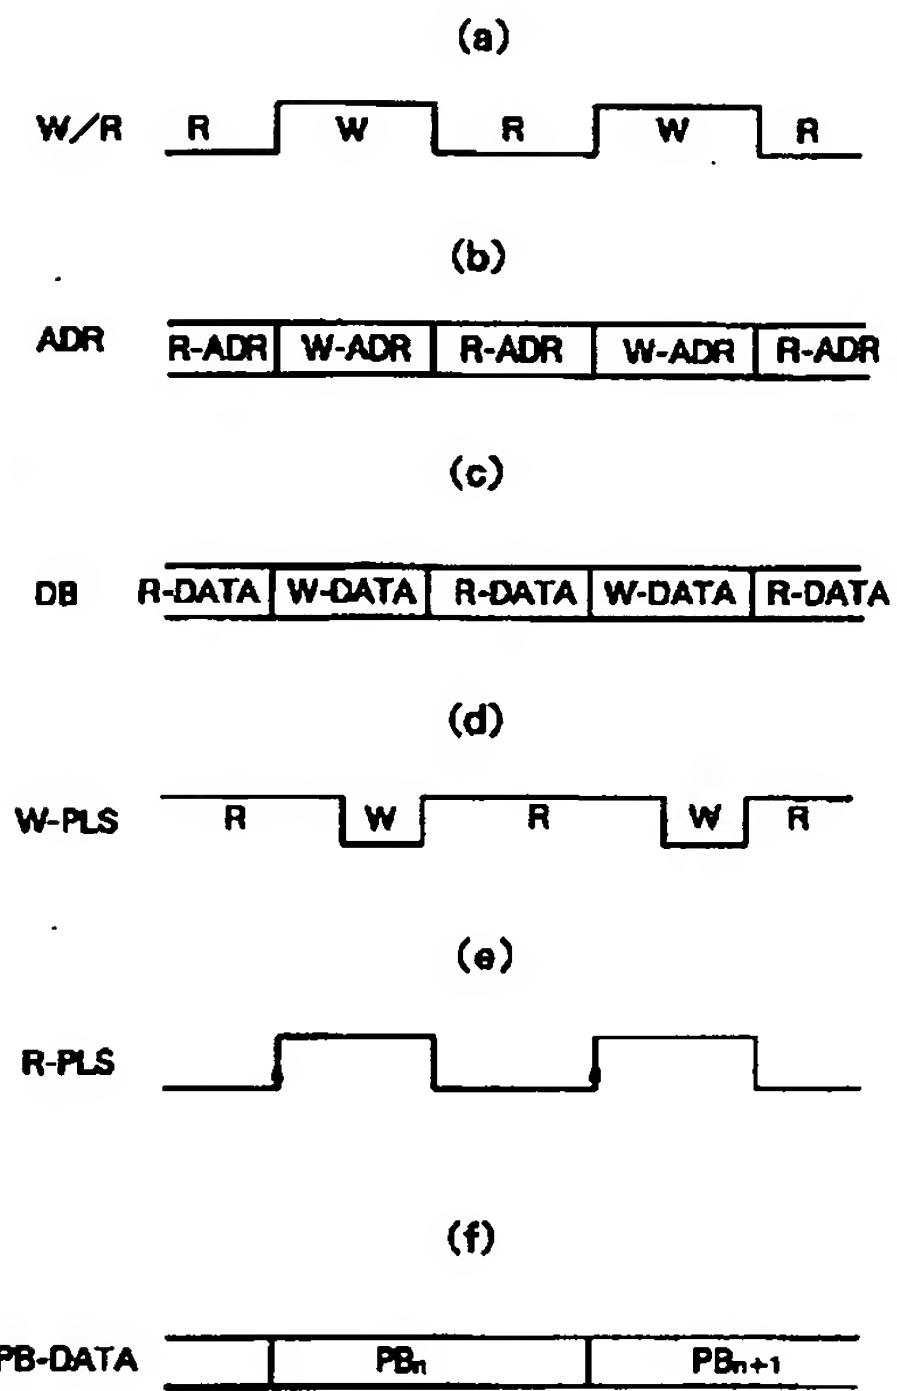 (a)
W/R R W R W R
(b)
ADR R-ADR W-ADR R-ADR W-ADR R-ADR
(c)
DB R-DATA W-DATA R-DATA W-DATA R-DATA
(d)
W-PLS R W R W R
(e)
R-PLS
(f)
PB-DATA PBn PBn+1